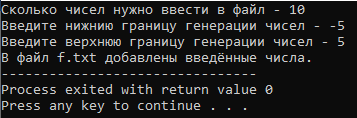 Сколько чисел нужно ввести в файл - 10
Введите нижнию границу генерации чисел - -5
Введите верхнюю границу генерации чисел - 5
В файл f.txt добавлены введённые числа.
--------------------------------
Process exited with return value 0
Press any key to continue . . .